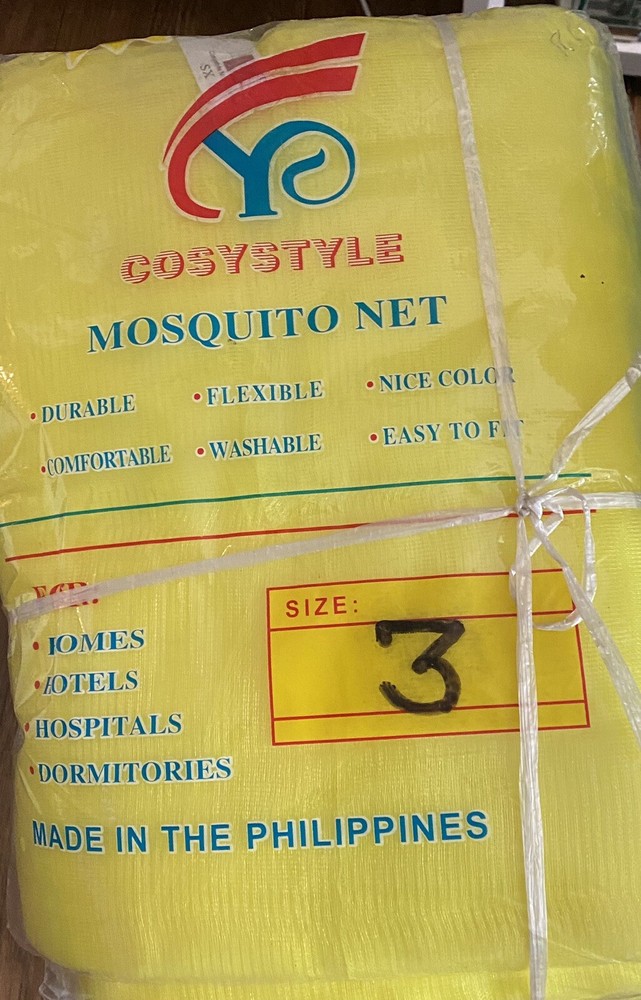 COSYSTYLE
MOSQUITO NET
• DURABLE • FLEXIBLE • NICE COLOR
• COMFORTABLE • WASHABLE • EASY TO FIT
FOR:
• HOMES
• HOTELS
• HOSPITALS
• DORMITORIES
SIZE:
3
MADE IN THE PHILIPPINES